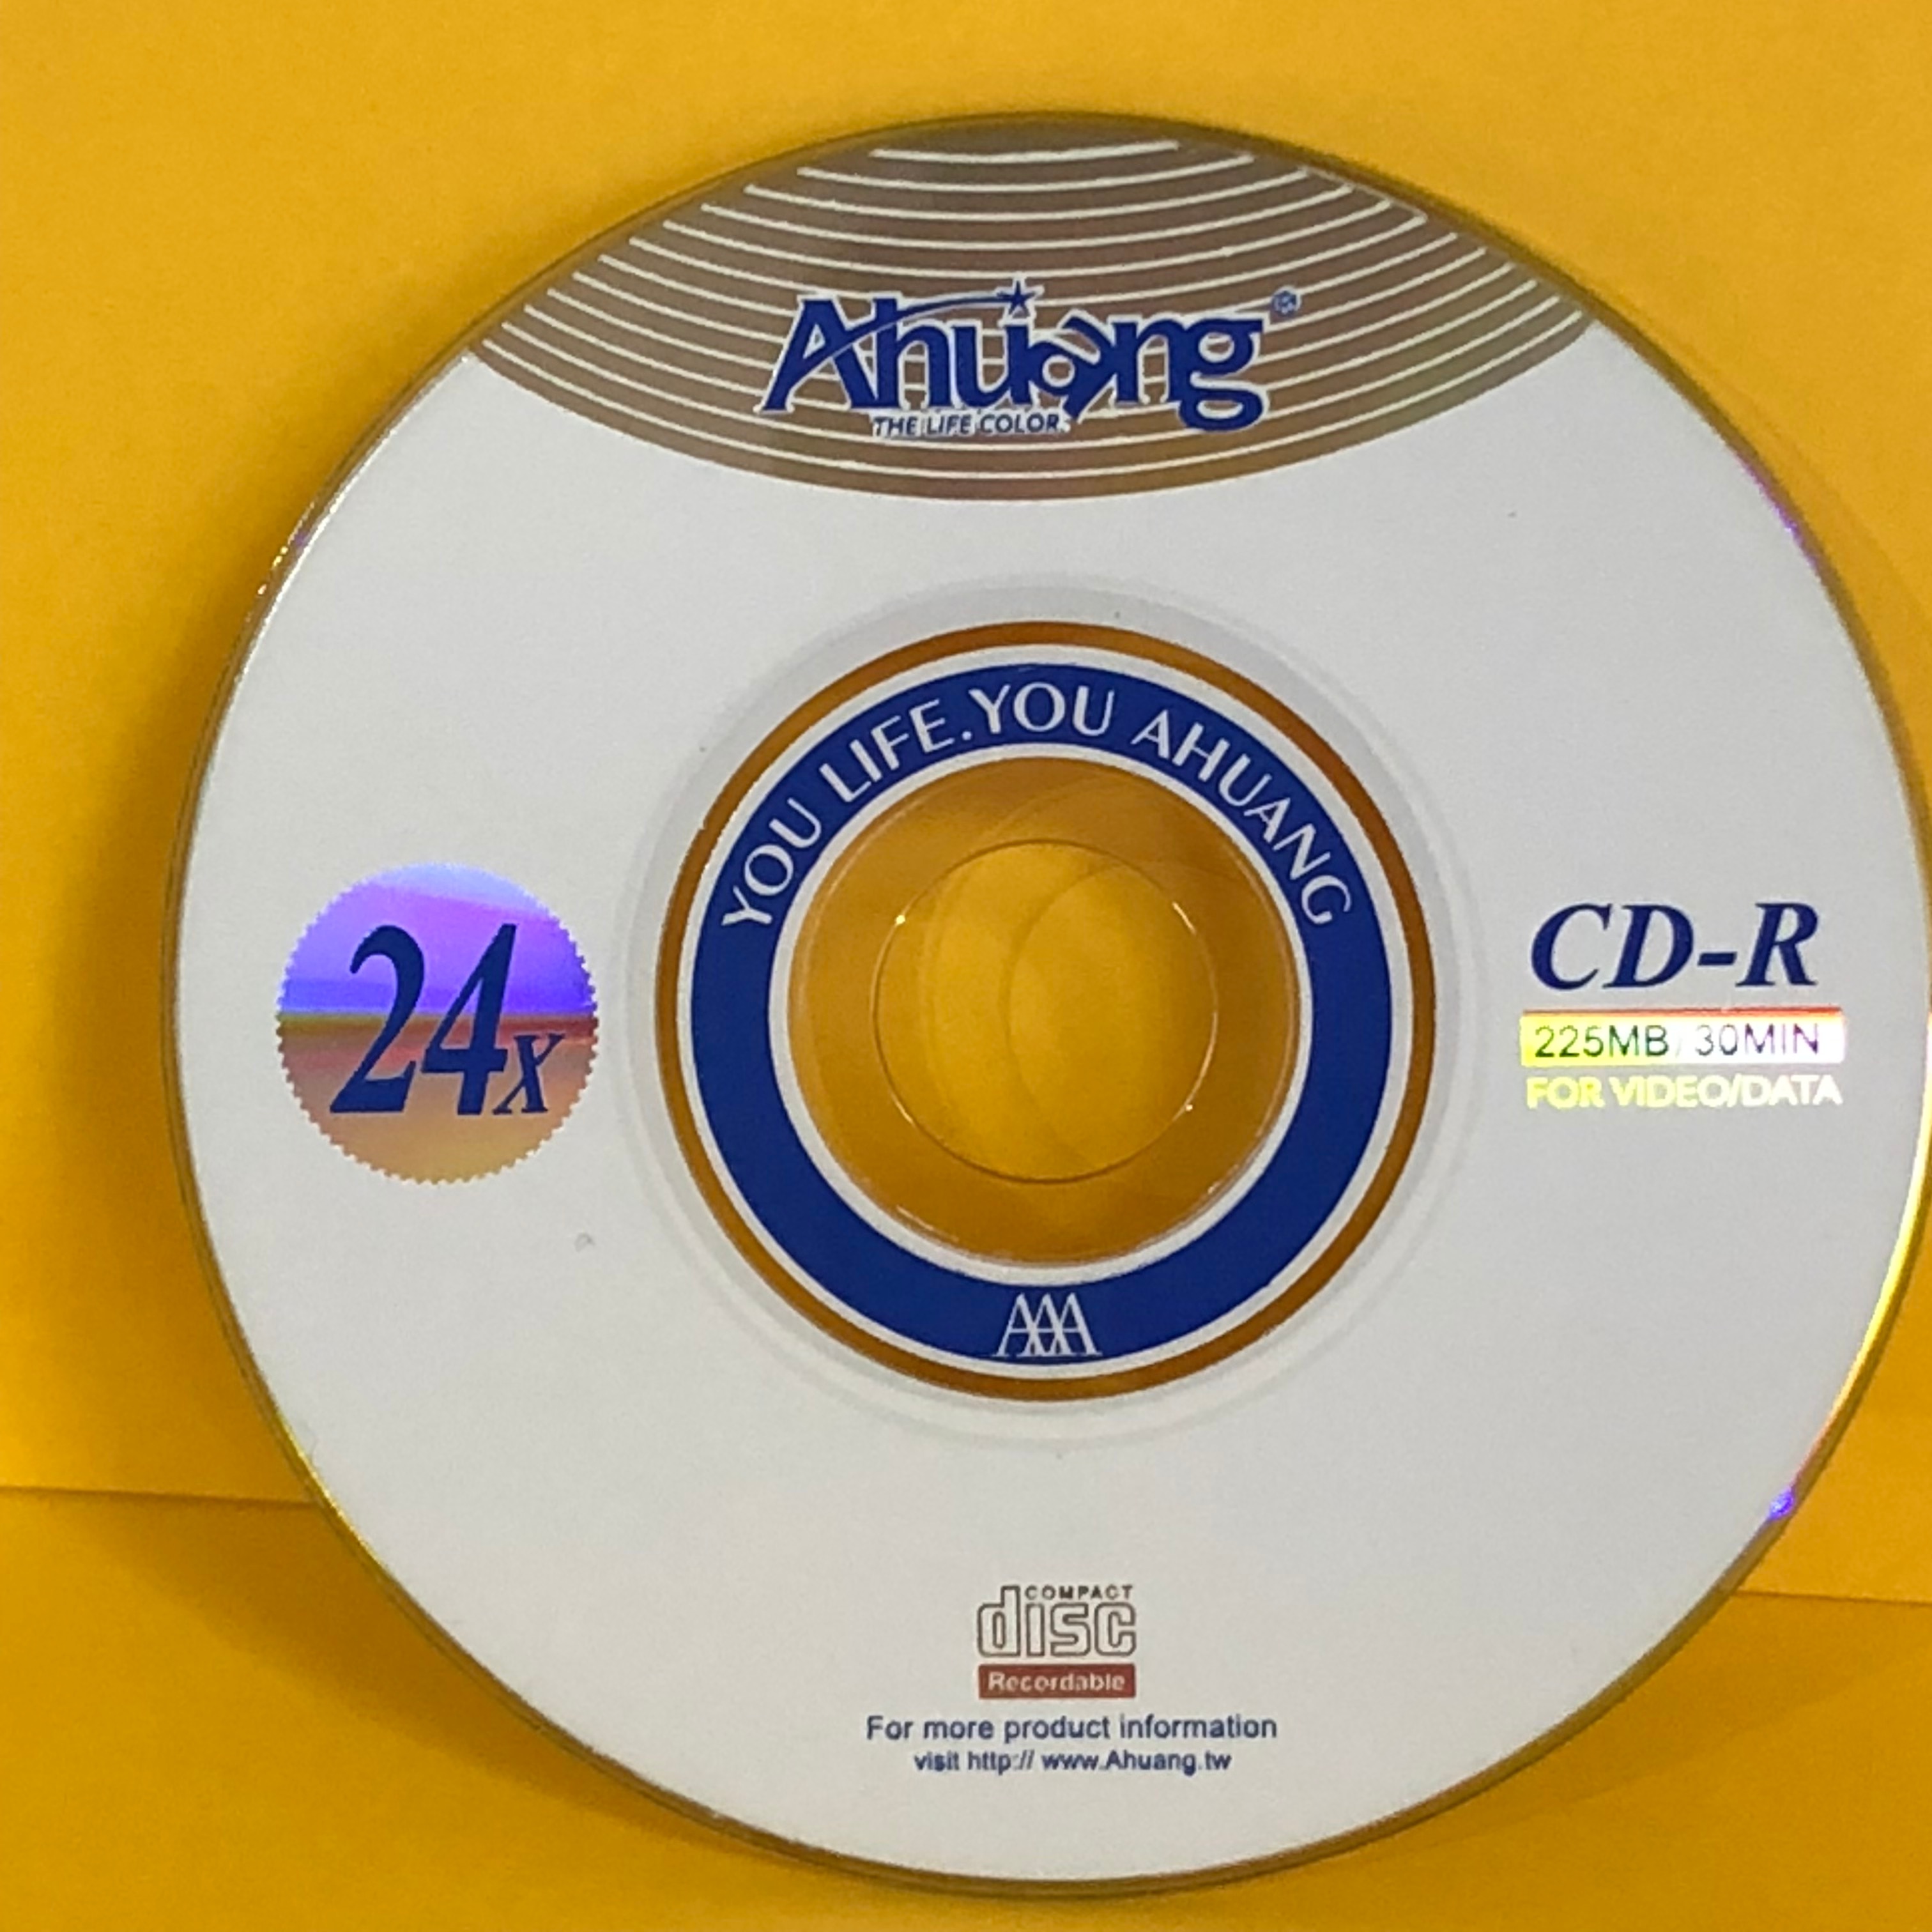 Ahuang®
THE LIFE COLOR.
YOU LIFE.YOU AHUANG
24x
CD-R
225MB/30MIN
FOR VIDEO/DATA
AAA
COMPACT
disc
Recordable
For more product information
visit http:// www.Ahuang.tw